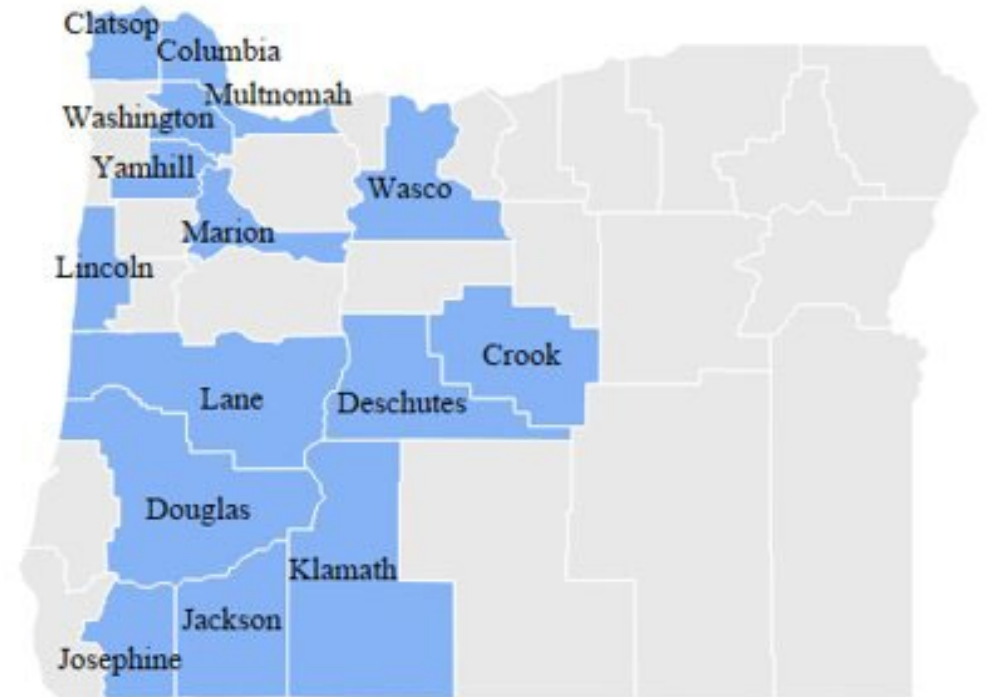 Clatsop
Columbia
Multnomah
Washington
Yamhill
Wasco
Marion
Lincoln
Crook
Lane
Deschutes
Douglas
Klamath
Jackson
Josephine